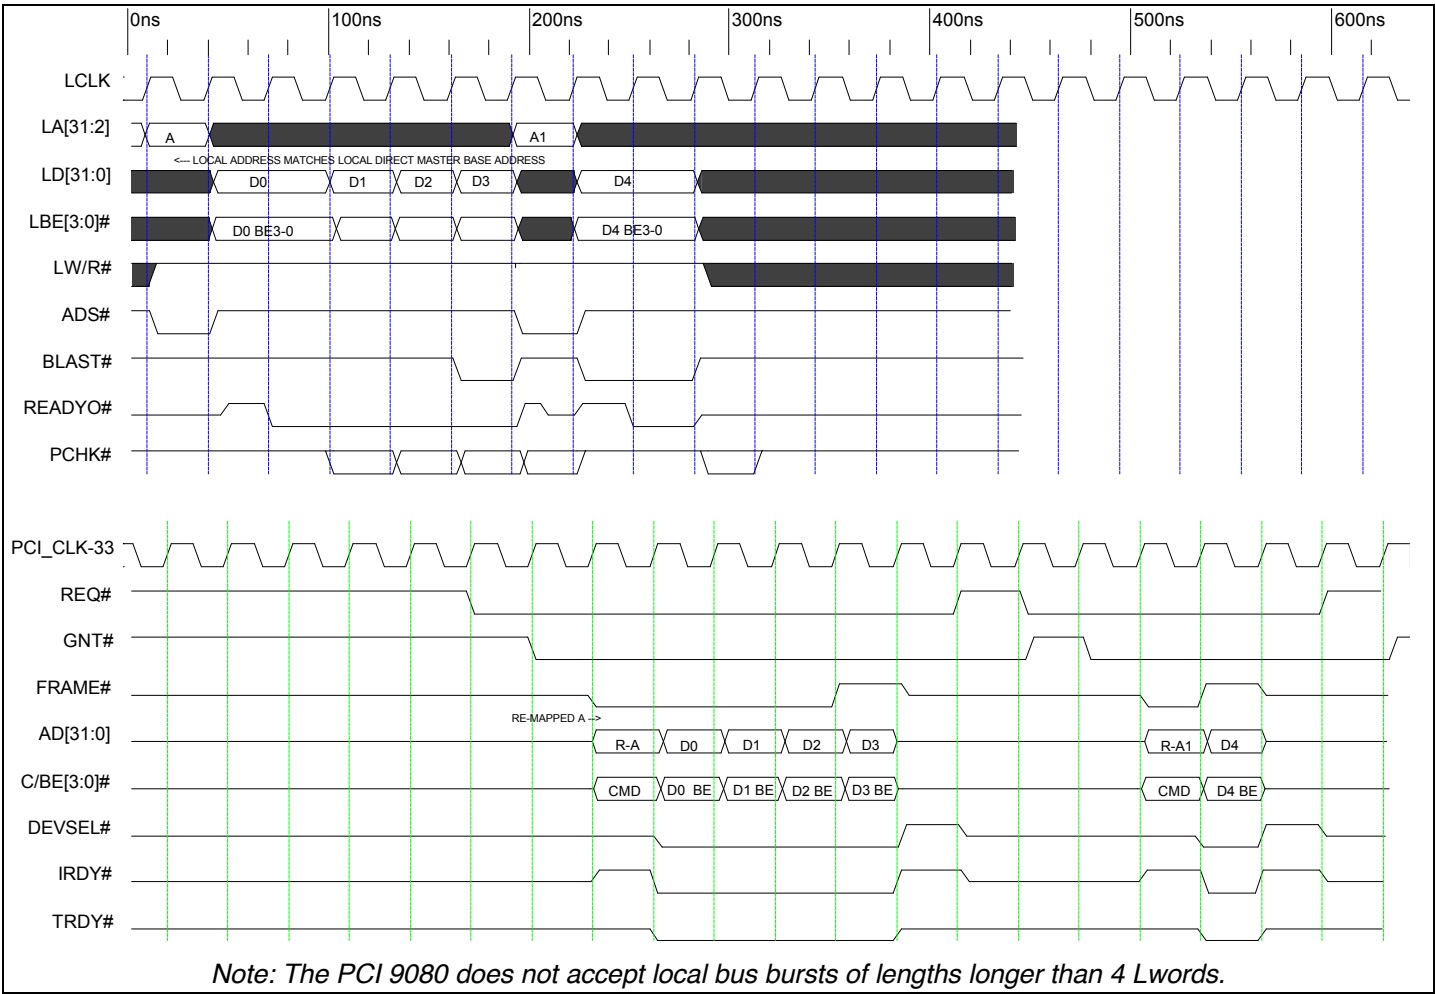 0ns 100ns 200ns 300ns 400ns 500ns 600ns
LCLK
LA[31:2] A A1
<--- LOCAL ADDRESS MATCHES LOCAL DIRECT MASTER BASE ADDRESS
LD[31:0] D0 D1 D2 D3 D4
LBE[3:0]# D0 BE3-0 D4 BE3-0
LW/R#
ADS#
BLAST#
READYO#
PCHK#
PCI_CLK-33
REQ#
GNT#
FRAME#
RE-MAPPED A -->
AD[31:0] R-A D0 D1 D2 D3 R-A1 D4
C/BE[3:0]# CMD D0 BE D1 BE D2 BE D3 BE CMD D4 BE
DEVSEL#
IRDY#
TRDY#
Note: The PCI 9080 does not accept local bus bursts of lengths longer than 4 Lwords.